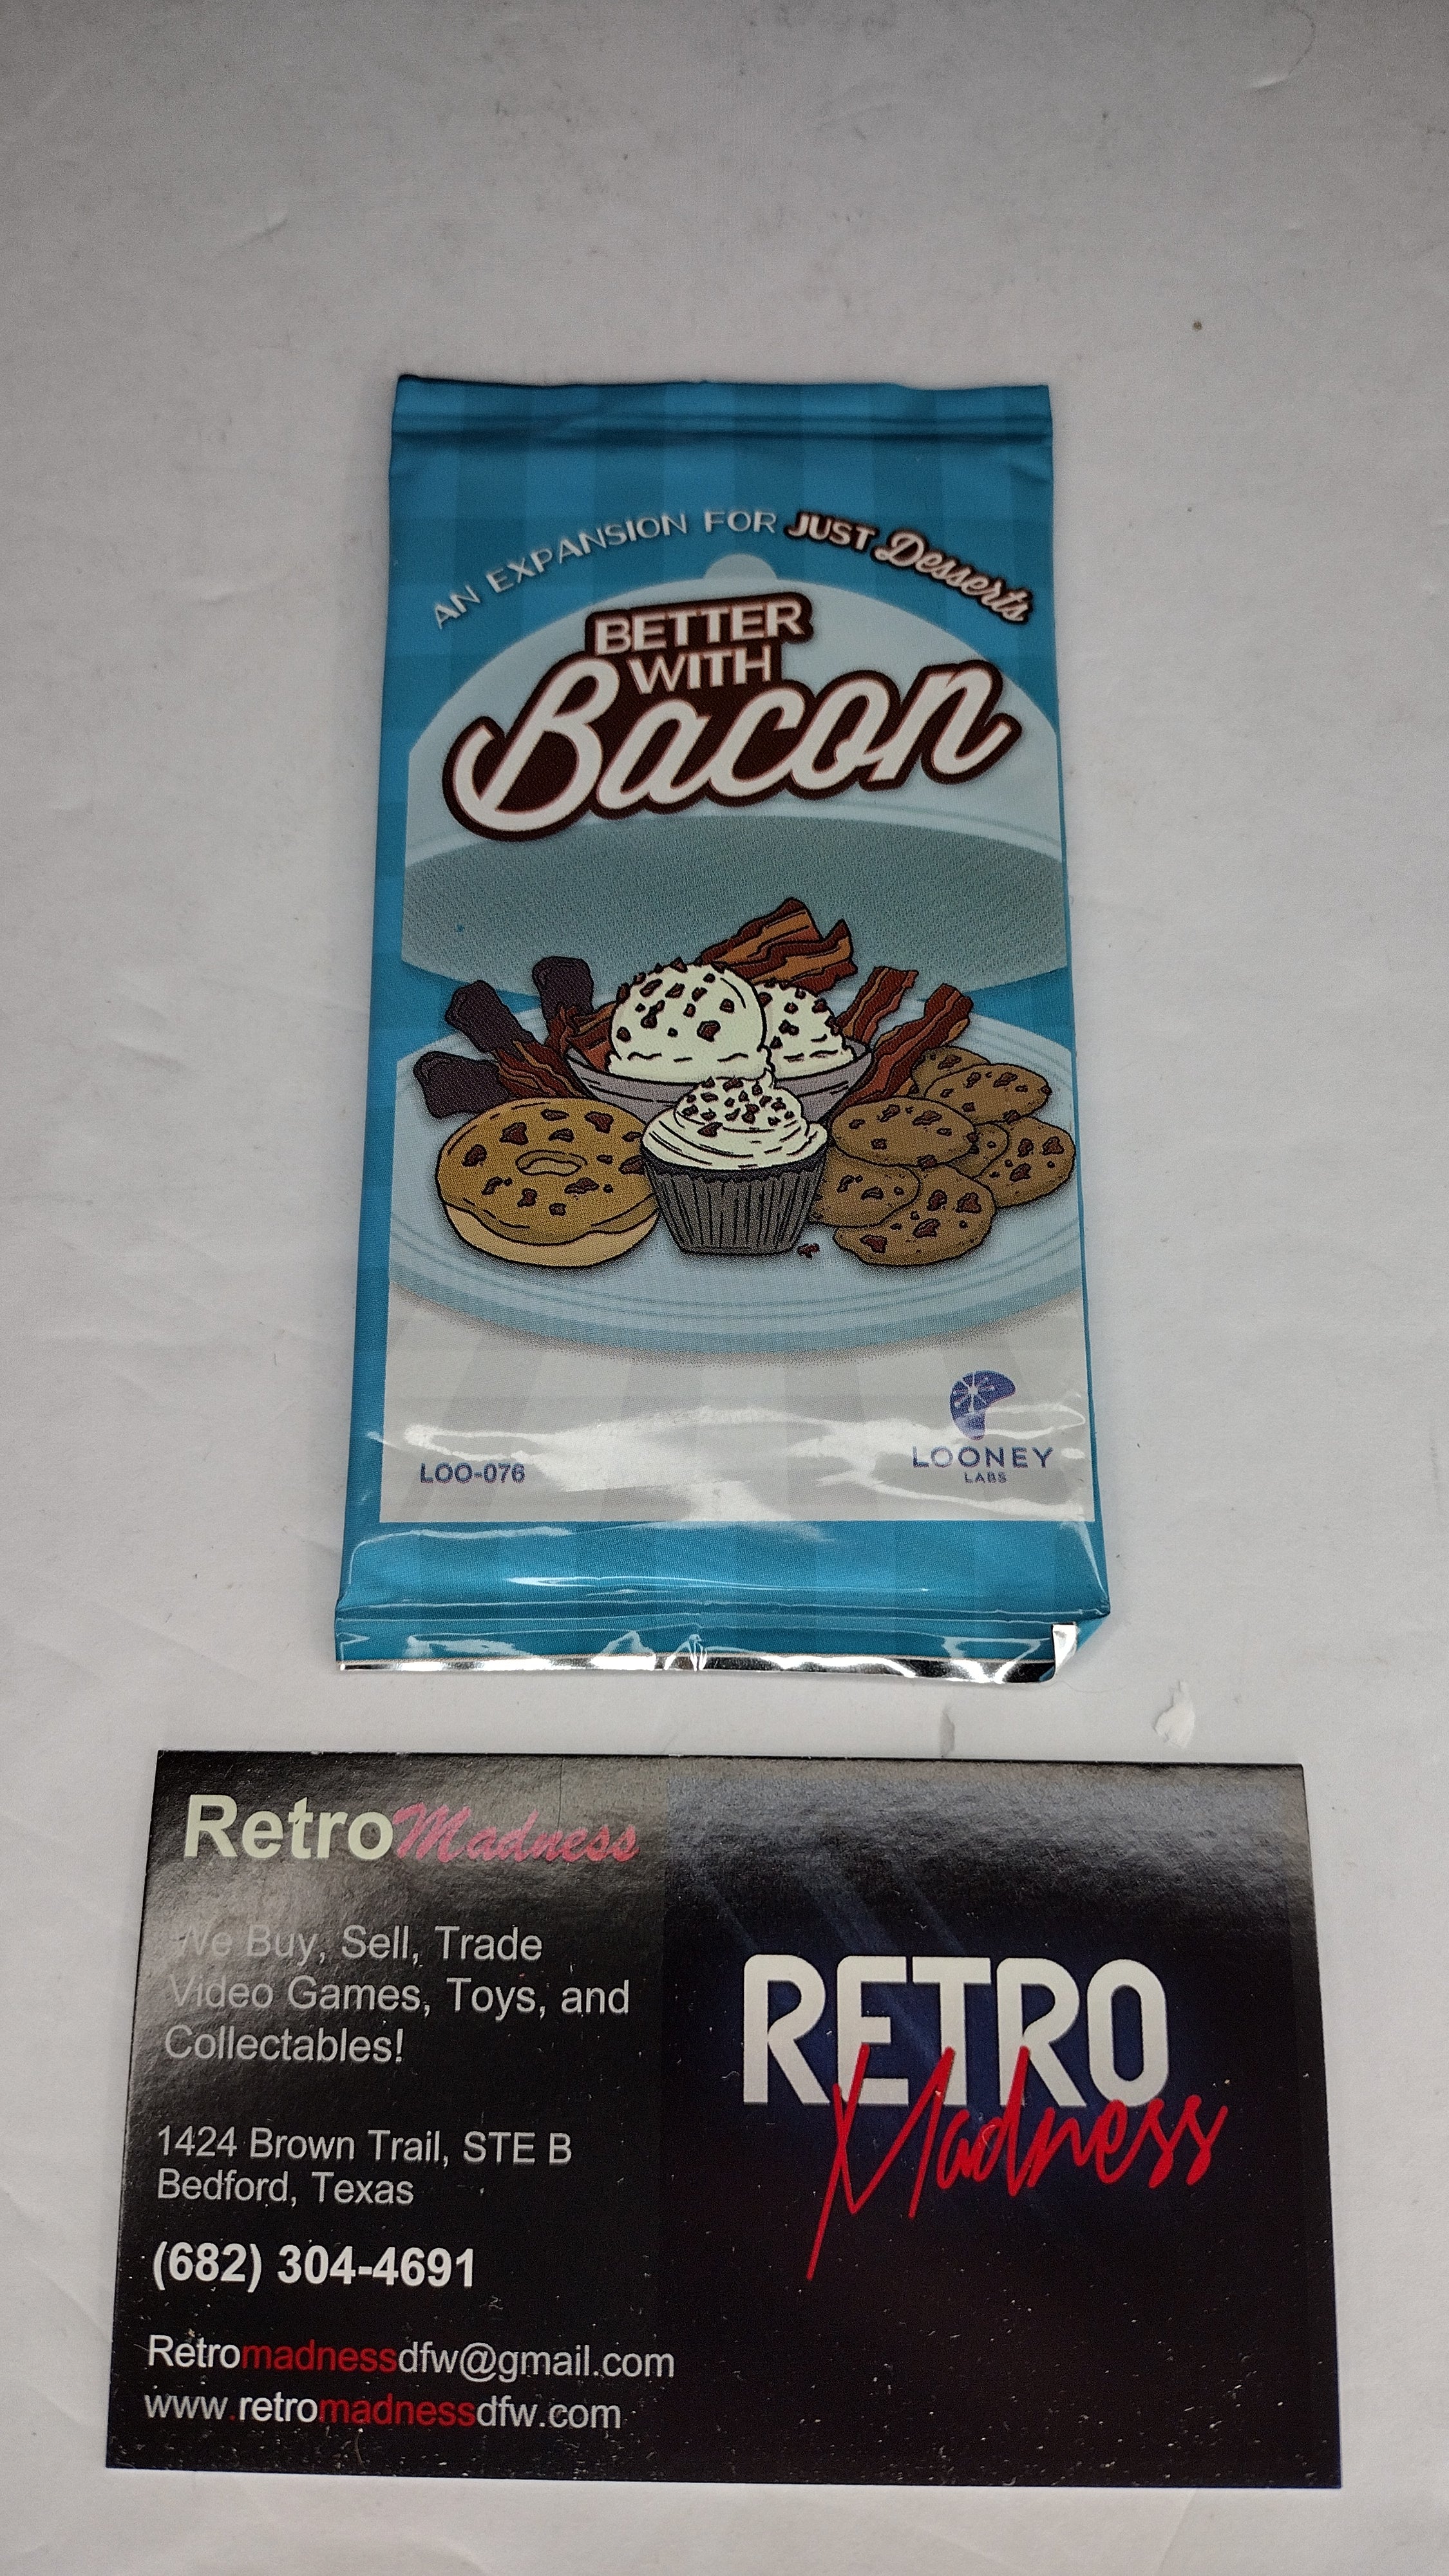 AN EXPANSION FOR JUST Desserts
BETTER
WITH
Bacon
LOO-076
LOONEY
LABS
RetroMadness
We Buy, Sell, Trade
Video Games, Toys, and
Collectables!
1424 Brown Trail, STE B
Bedford, Texas
(682) 304-4691
Retromadnessdfw@gmail.com
www.retromadnessdfw.com
RETRO
Madness